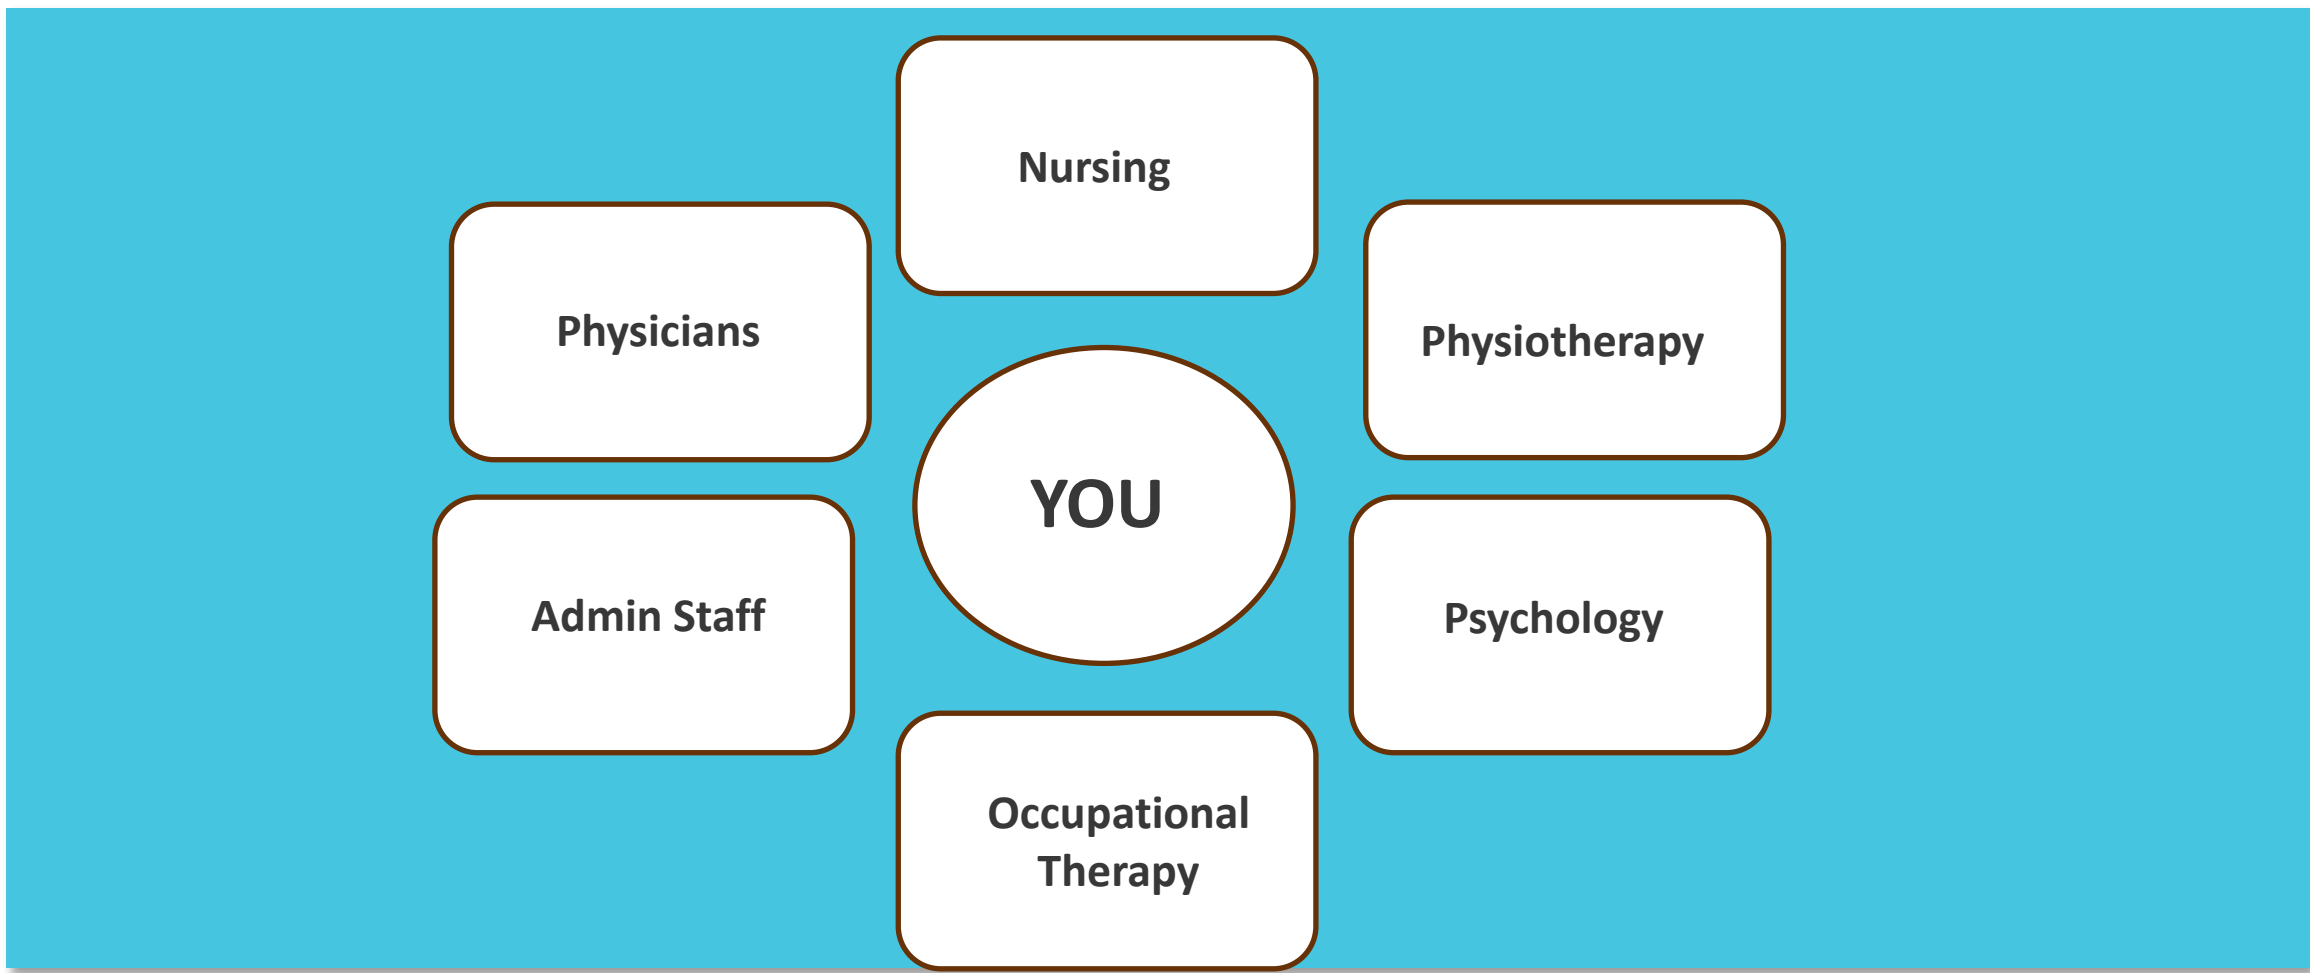 Nursing
Physicians
Physiotherapy
YOU
Admin Staff
Psychology
Occupational
Therapy